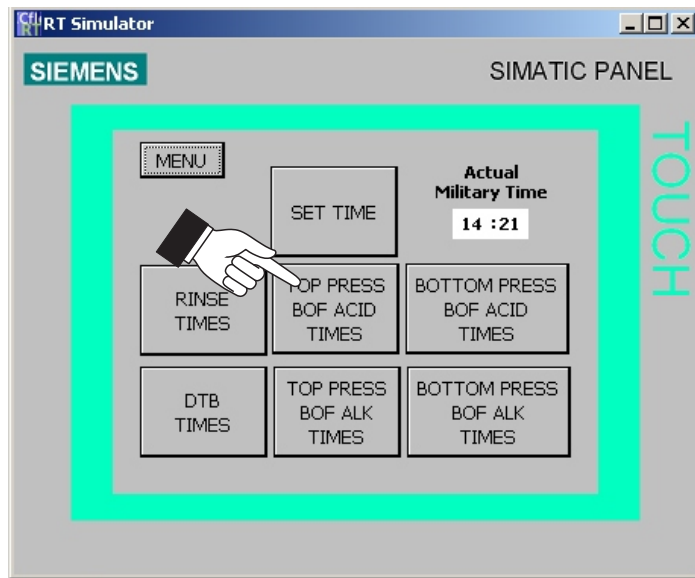 RT Simulator
SIEMENS
SIMATIC PANEL
TOUCH
MENU
SET TIME
Actual
Military Time
14 :21
RINSE
TIMES
TOP PRESS
BOF ACID
TIMES
BOTTOM PRESS
BOF ACID
TIMES
DTB
TIMES
TOP PRESS
BOF ALK
TIMES
BOTTOM PRESS
BOF ALK
TIMES